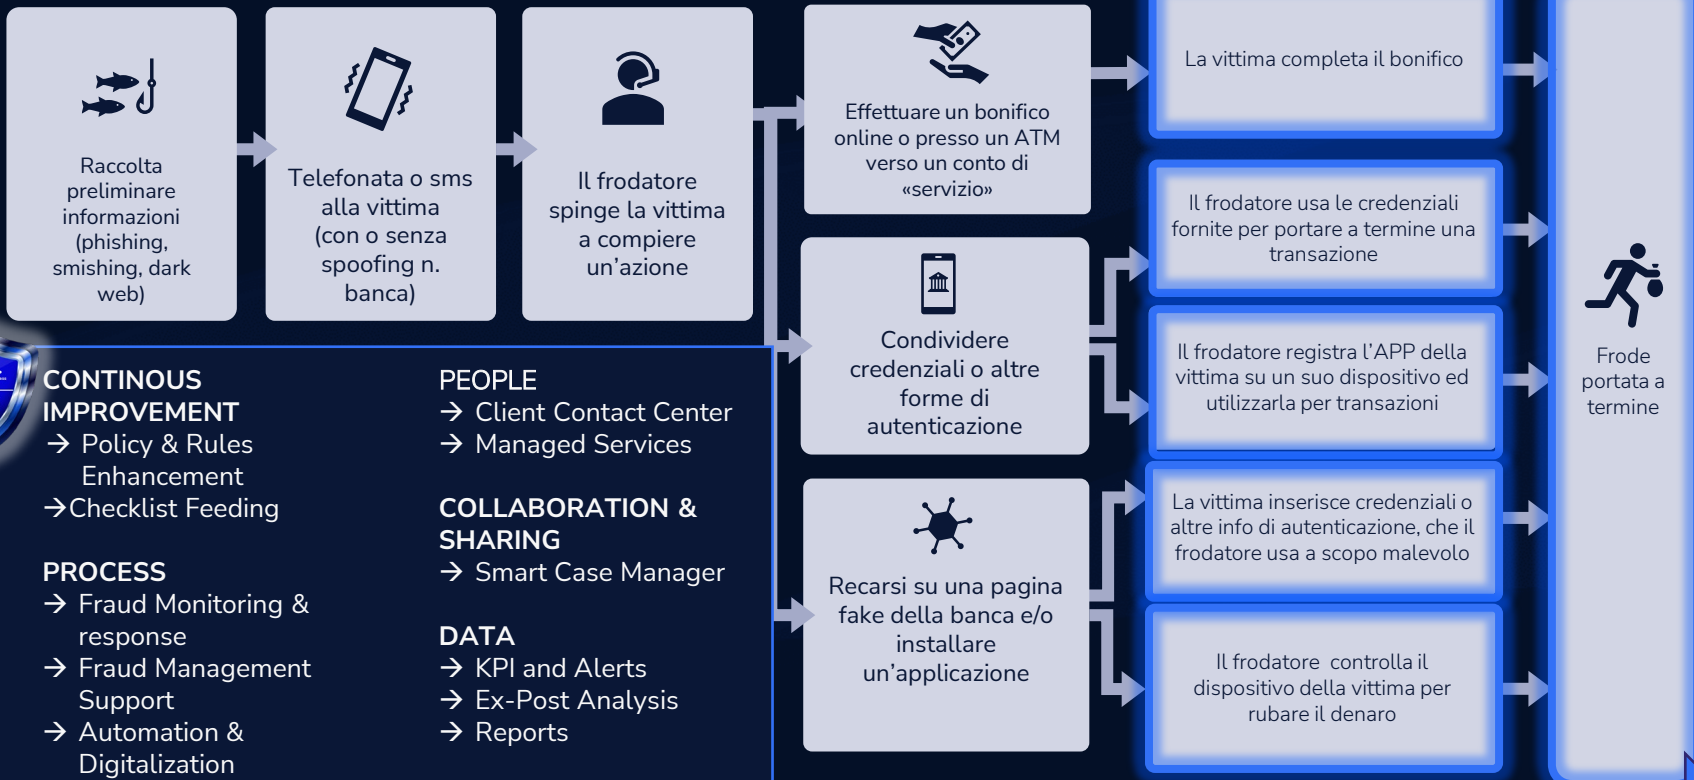 Raccolta
preliminare
informazioni
(phishing,
smishing, dark
web)
Telefonata o sms
alla vittima
(con o senza
spoofing n.
banca)
Il frodatore
spinge la vittima
a compiere
un'azione
Effettuare un bonifico
online o presso un ATM
verso un conto di
«servizio»
La vittima completa il bonifico
Condividere
credenziali o altre
forme di
autenticazione
Il frodatore usa le credenziali
fornite per portare a termine una
transazione
Il frodatore registra l'APP della
vittima su un suo dispositivo ed
utilizzarla per transazioni
Recarsi su una pagina
fake della banca e/o
installare
un'applicazione
La vittima inserisce credenziali o
altre info di autenticazione, che il
frodatore usa a scopo malevolo
Il frodatore  controlla il
dispositivo della vittima per
rubare il denaro
Frode
portata a
termine
CONTINOUS
IMPROVEMENT
→ Policy & Rules
Enhancement
→Checklist Feeding
PROCESS
→ Fraud Monitoring &
response
→ Fraud Management
Support
→ Automation &
Digitalization
PEOPLE
→ Client Contact Center
→ Managed Services
COLLABORATION &
SHARING
→ Smart Case Manager
DATA
→ KPI and Alerts
→ Ex-Post Analysis
→ Reports